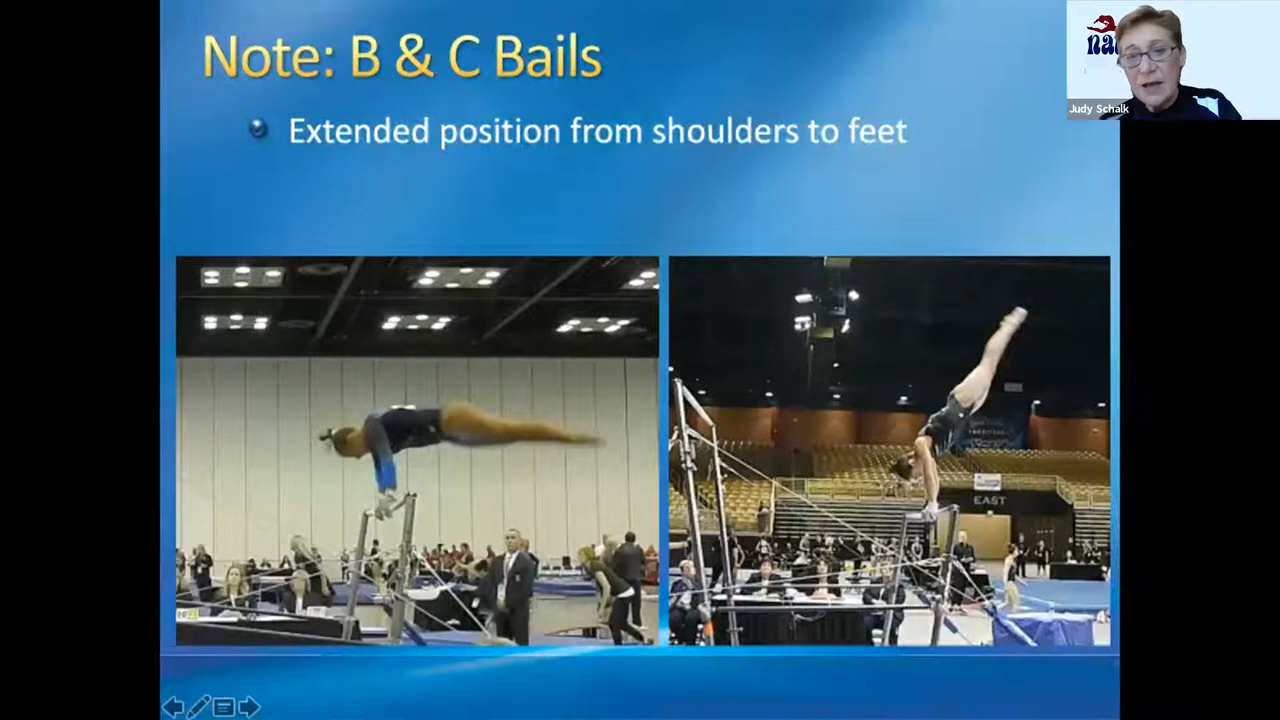 Note: B & C Bails
Extended position from shoulders to feet
Judy Schalk
EAST